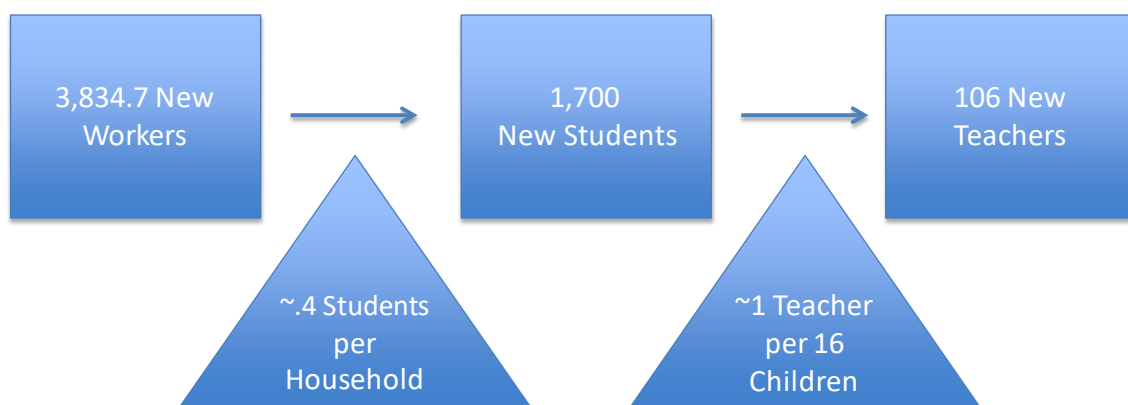 3,834.7 New
Workers
1,700
New Students
106 New
Teachers
~.4 Students
per
Household
~1 Teacher
per 16
Children